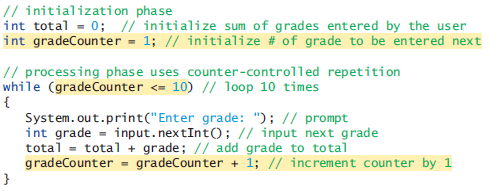 // initialization phase
int total = 0;  // initialize sum of grades entered by the user
int gradeCounter = 1; // initialize # of grade to be entered next

// processing phase uses counter-controlled repetition
while (gradeCounter <= 10) // loop 10 times
{
   System.out.print("Enter grade: "); // prompt
   int grade = input.nextInt(); // input next grade
   total = total + grade; // add grade to total
   gradeCounter = gradeCounter + 1; // increment counter by 1
}